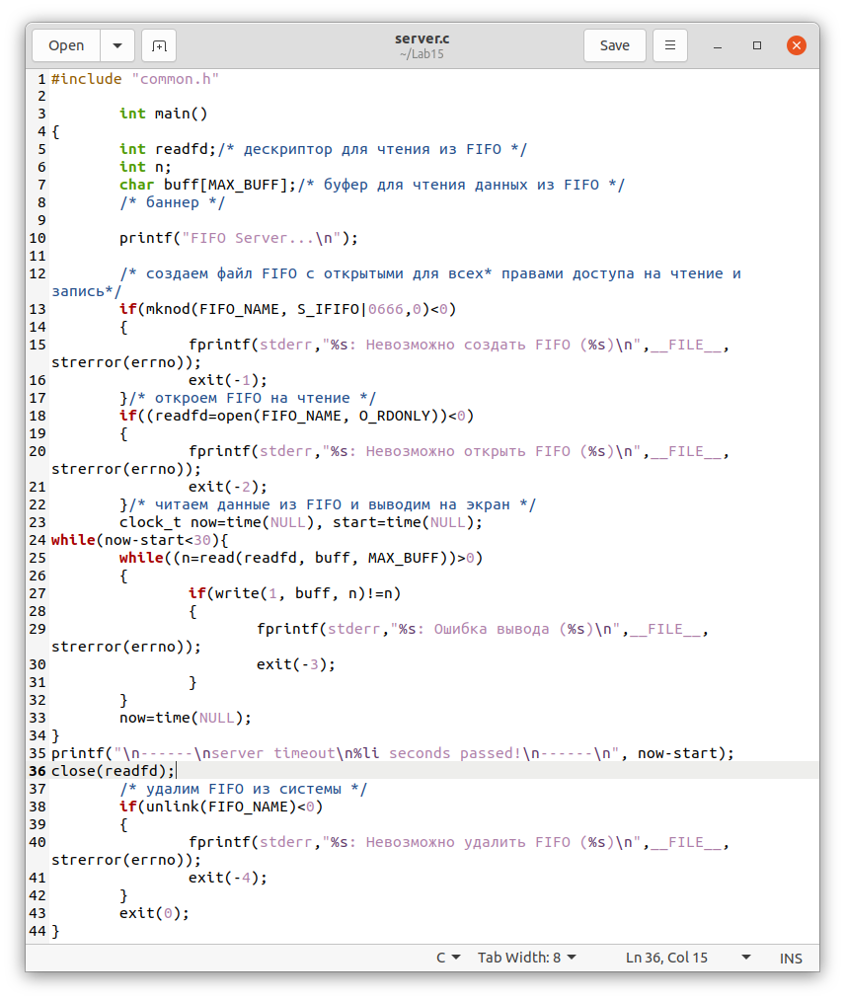 Open
server.c
~/Lab15
Save
1 #include "common.h"
2
3 int main()
4 {
5 int readfd;/* дескриптор для чтения из FIFO */
6 int n;
7 char buff[MAX_BUFF];/* буфер для чтения данных из FIFO */
8 /* баннер */
9
10 printf("FIFO Server...\n");
11
12 /* создаем файл FIFO с открытыми для всех* правами доступа на чтение и
запись*/
13 if(mknod(FIFO_NAME, S_IFIFO|0666,0)<0)
14 {
15 fprintf(stderr,"%s: Невозможно создать FIFO (%s)\n",__FILE__,
strerror(errno));
16 exit(-1);
17 }/* откроем FIFO на чтение */
18 if((readfd=open(FIFO_NAME, O_RDONLY))<0)
19 {
20 fprintf(stderr,"%s: Невозможно открыть FIFO (%s)\n",__FILE__,
strerror(errno));
21 exit(-2);
22 }/* читаем данные из FIFO и выводим на экран */
23 clock_t now=time(NULL), start=time(NULL);
24 while(now-start<30){
25 while((n=read(readfd, buff, MAX_BUFF))>0)
26 {
27 if(write(1, buff, n)!=n)
28 {
29 fprintf(stderr,"%s: Ошибка вывода (%s)\n",__FILE__,
strerror(errno));
30 exit(-3);
31 }
32 }
33 now=time(NULL);
34 }
35 printf("\n------\nserver timeout\n%li seconds passed!\n------\n", now-start);
36 close(readfd);
37 /* удалим FIFO из системы */
38 if(unlink(FIFO_NAME)<0)
39 {
40 fprintf(stderr,"%s: Невозможно удалить FIFO (%s)\n",__FILE__,
strerror(errno));
41 exit(-4);
42 }
43 exit(0);
44 }
C Tab Width: 8 Ln 36, Col 15 INS